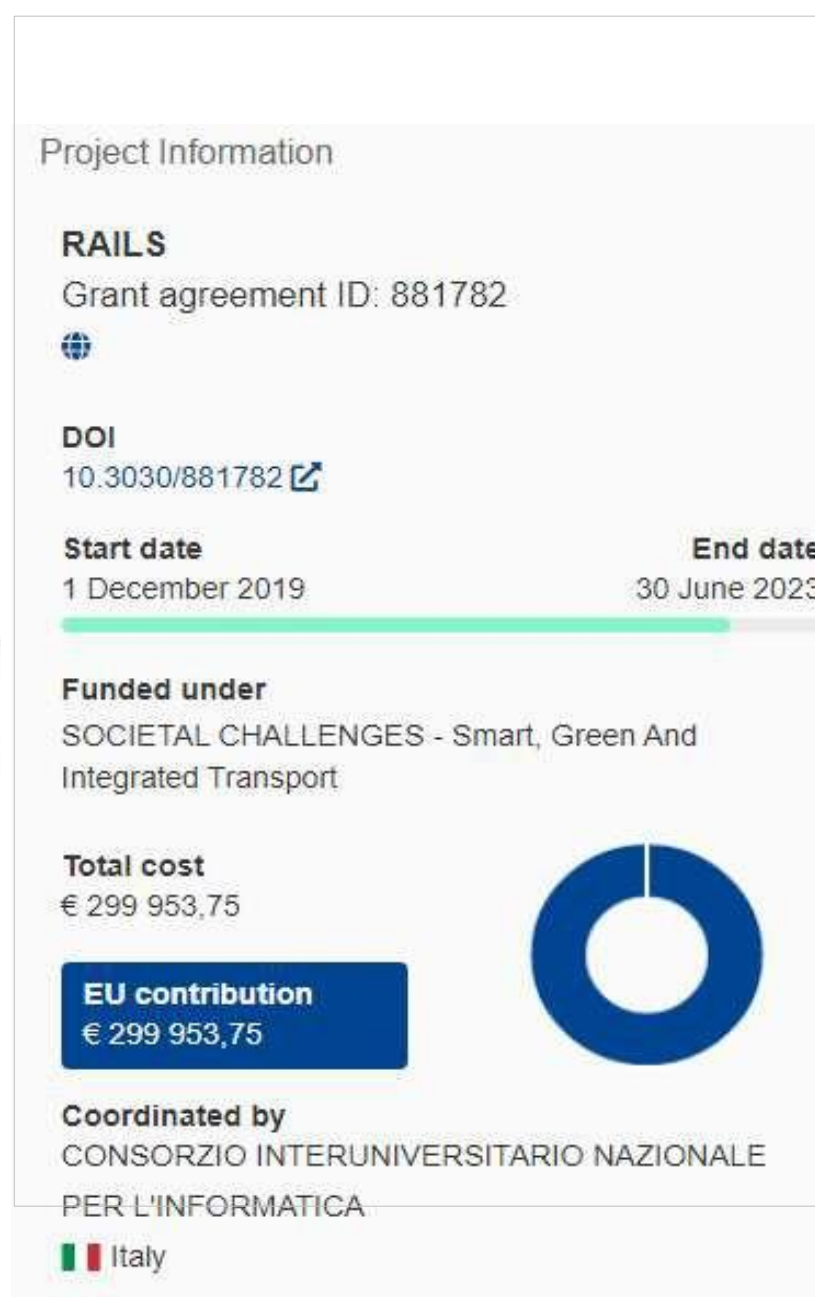 Project Information
RAILS
Grant agreement ID: 881782
DOI
10.3030/881782
Start date
End date
1 December 2019
30 June 2023
Funded under
SOCIETAL CHALLENGES - Smart, Green And
Integrated Transport
Total cost
€ 299 953,75
EU contribution
€ 299 953,75
Coordinated by
CONSORZIO INTERUNIVERSITARIO NAZIONALE
PER L'INFORMATICA
Italy